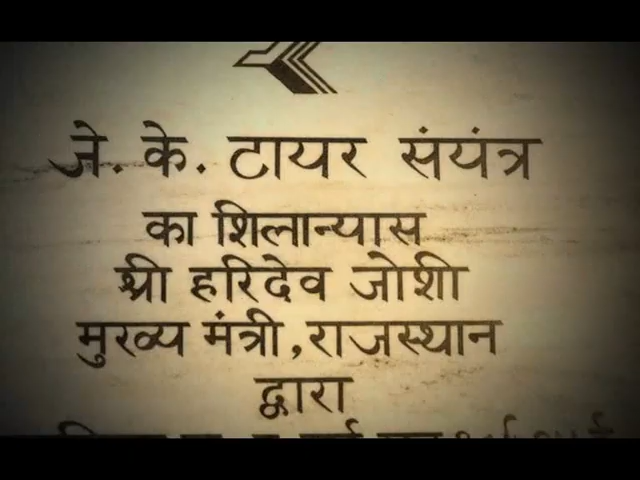 जे. के. टायर संयंत्र
का शिलान्यास
श्री हरिदेव जोशी
मुख्य मंत्री, राजस्थान
द्वारा